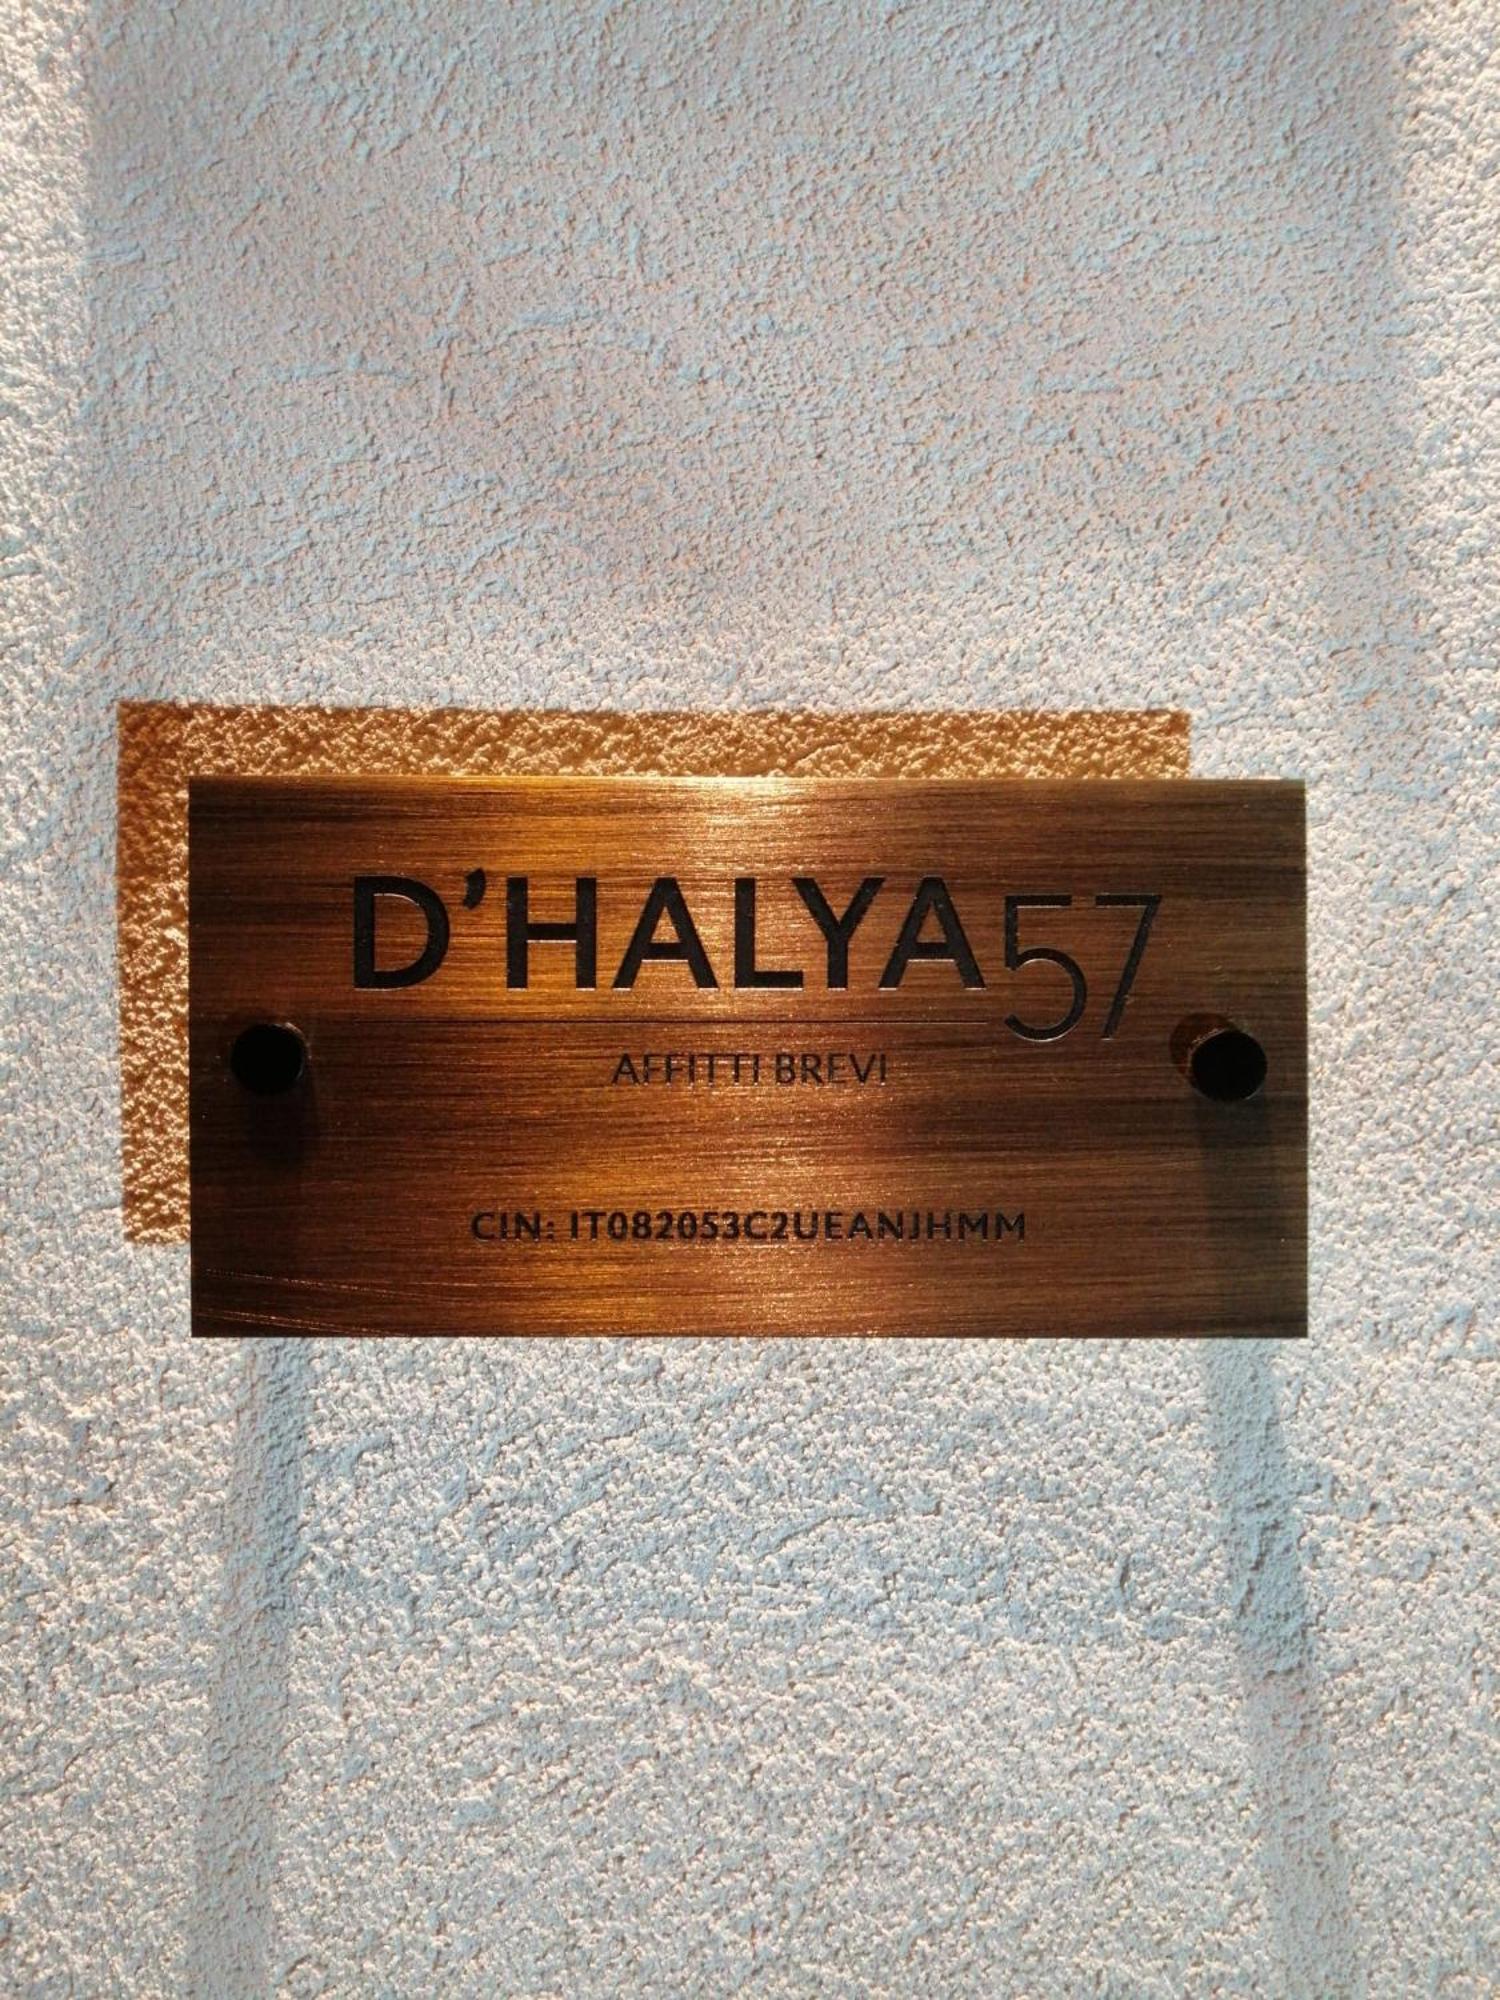 D'HALYA57
AFFITTI BREVI
CIN: IT082053C2UEANJHMM